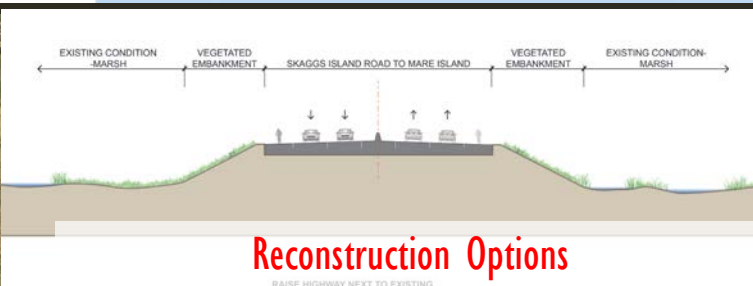 EXISTING CONDITION
-MARSH
VEGETATED
EMBANKMENT
SKAGGS ISLAND ROAD TO MARE ISLAND
VEGETATED
EMBANKMENT
EXISTING CONDITION-
MARSH
Reconstruction Options
RAISE HIGHWAY NEXT TO EXISTING